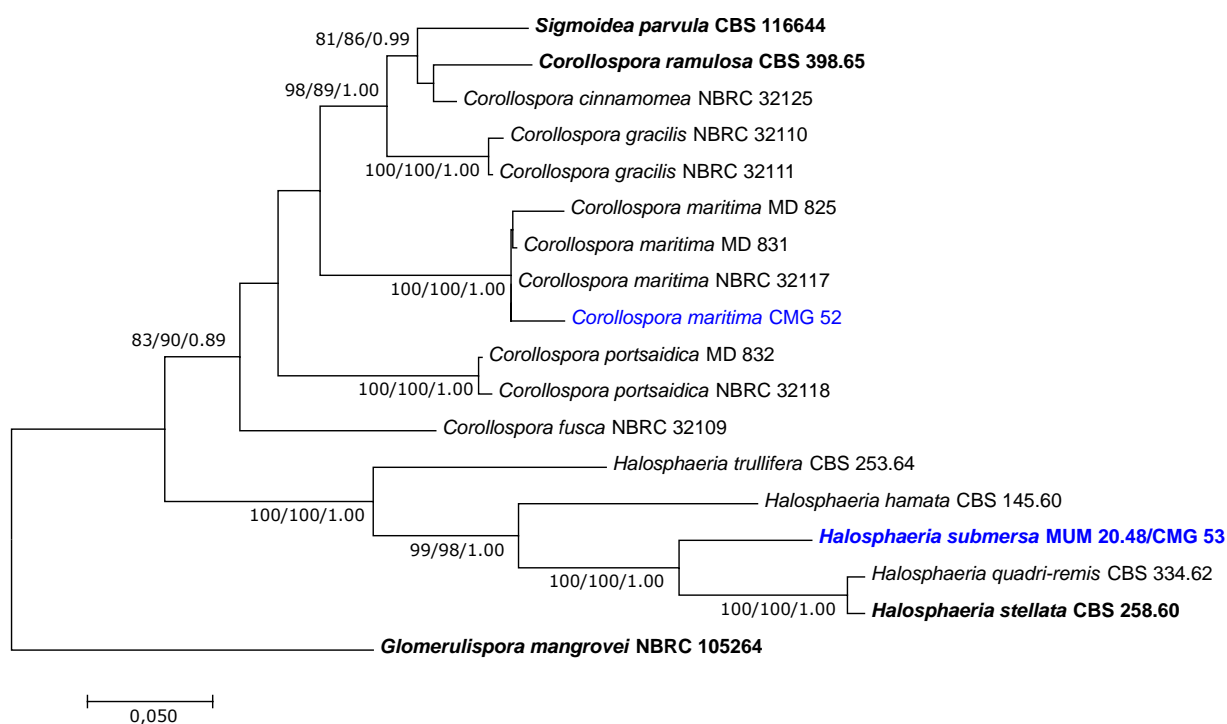 Sigmoidea parvula CBS 116644
81/86/0.99
Corollospora ramulosa CBS 398.65
98/89/1.00
Corollospora cinnamomea NBRC 32125
Corollospora gracilis NBRC 32110
100/100/1.00
Corollospora gracilis NBRC 32111
Corollospora maritima MD 825
Corollospora maritima MD 831
Corollospora maritima NBRC 32117
100/100/1.00
Corollospora maritima CMG 52
83/90/0.89
Corollospora portsaidica MD 832
100/100/1.00
Corollospora portsaidica NBRC 32118
Corollospora fusca NBRC 32109
Halosphaeria trullifera CBS 253.64
100/100/1.00
Halosphaeria hamata CBS 145.60
99/98/1.00
Halosphaeria submersa MUM 20.48/CMG 53
100/100/1.00
Halosphaeria quadri-remis CBS 334.62
100/100/1.00
Halosphaeria stellata CBS 258.60
Glomerulispora mangrovei NBRC 105264
0,050